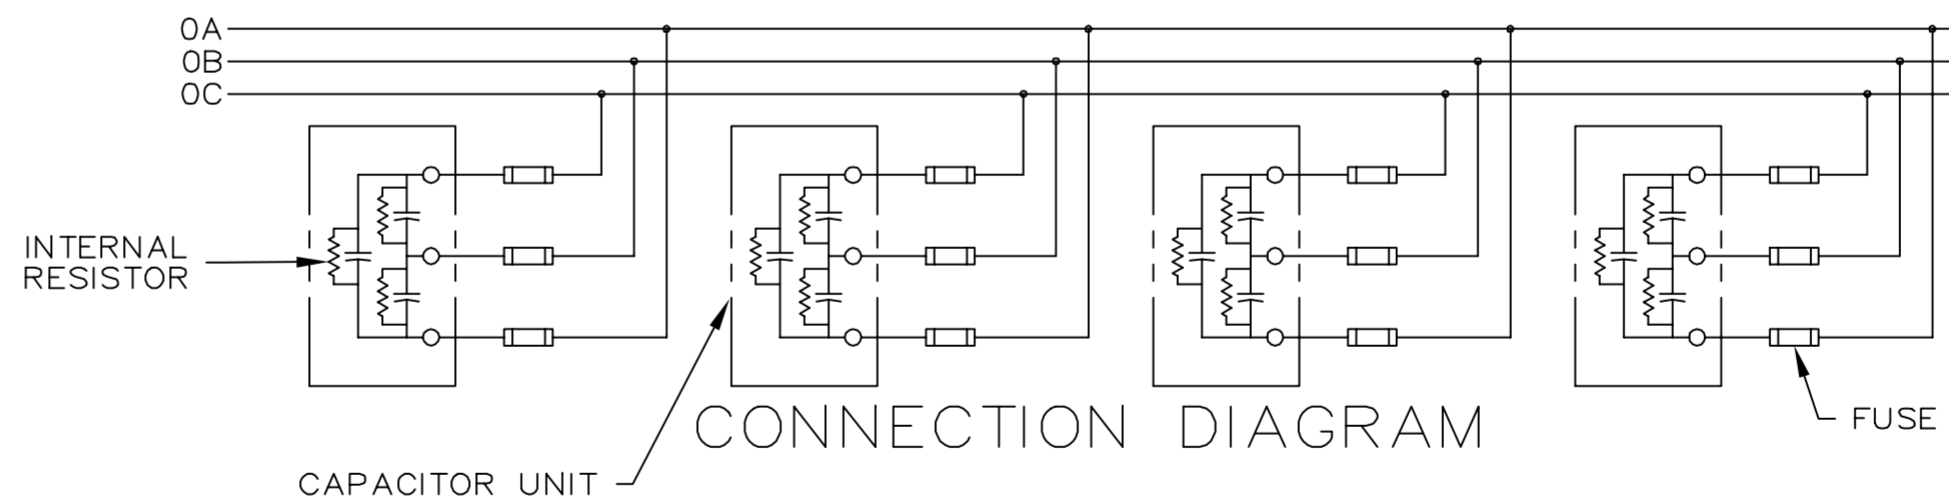 0A
0B
0C
INTERNAL
RESISTOR
CONNECTION DIAGRAM
FUSE
CAPACITOR UNIT